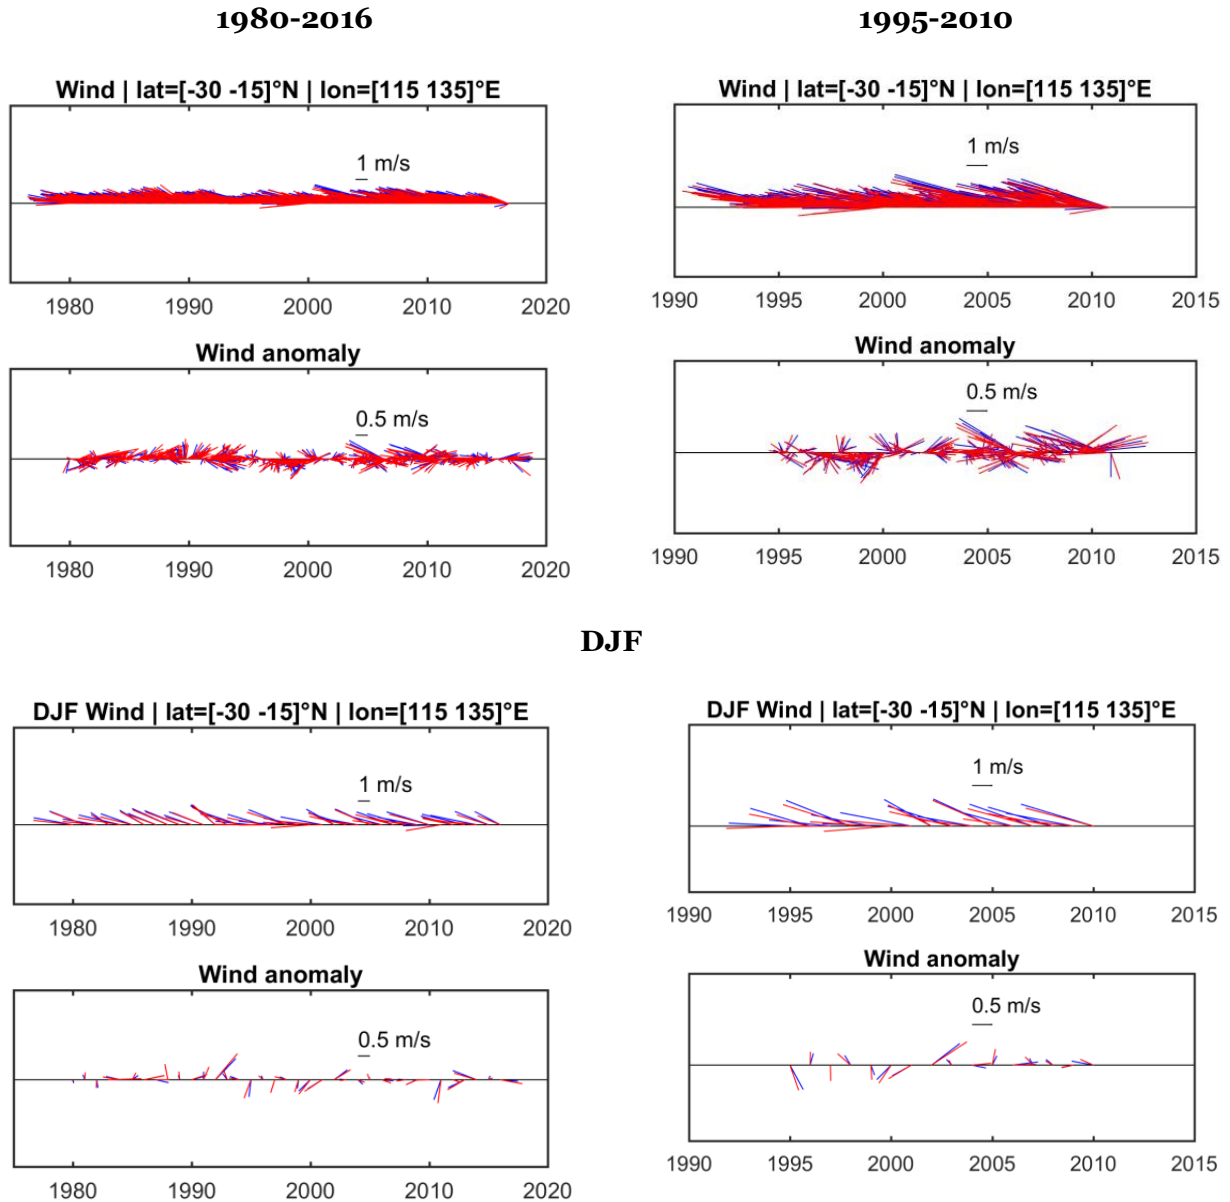 1980-2016
1995-2010
Wind | lat=[-30 -15]°N | lon=[115 135]°E
1 m/s
1980 1990 2000 2010 2020
Wind | lat=[-30 -15]°N | lon=[115 135]°E
1 m/s
1990 1995 2000 2005 2010 2015
Wind anomaly
0.5 m/s
1980 1990 2000 2010 2020
Wind anomaly
0.5 m/s
1990 1995 2000 2005 2010 2015
DJF
DJF Wind | lat=[-30 -15]°N | lon=[115 135]°E
1 m/s
1980 1990 2000 2010 2020
DJF Wind | lat=[-30 -15]°N | lon=[115 135]°E
1 m/s
1990 1995 2000 2005 2010 2015
Wind anomaly
0.5 m/s
1980 1990 2000 2010 2020
Wind anomaly
0.5 m/s
1990 1995 2000 2005 2010 2015